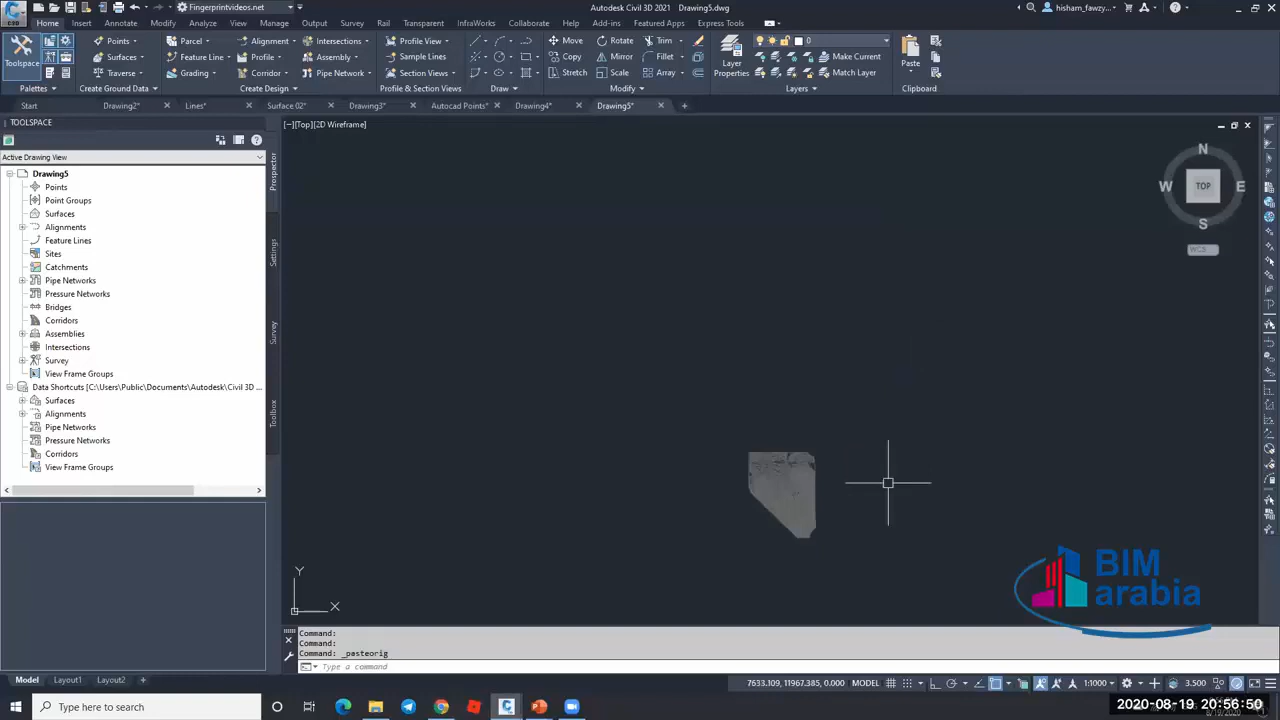 Fingerprintvideos.net
Autodesk Civil 3D 2021 Drawing5.dwg
hisham_fawzy...
Home Insert Annotate Modify Analyze View Manage Output Survey Rail Transparent InfraWorks Collaborate Help Add-ins Featured Apps Express Tools
Toolspace
Points
Surfaces
Traverse
Parcel
Feature Line
Grading
Alignment
Profile
Corridor
Intersections
Assembly
Pipe Network
Profile View
Sample Lines
Section Views
Move
Copy
Stretch
Rotate
Mirror
Scale
Trim
Fillet
Array
Layer
Properties
0
Make Current
Match Layer
Paste
Palettes Create Ground Data Create Design Profile & Section Views Draw Modify Layers Clipboard
Start Drawing2* Lines* Surface 02* Drawing3* Autocad Points* Drawing4* Drawing5*
TOOLSPACE
Active Drawing View
Drawing5
Points
Point Groups
Surfaces
Alignments
Feature Lines
Sites
Catchments
Pipe Networks
Pressure Networks
Bridges
Corridors
Assemblies
Intersections
Survey
View Frame Groups
Data Shortcuts [C:\Users\Public\Documents\Autodesk\Civil 3D ...
Surfaces
Alignments
Pipe Networks
Pressure Networks
Corridors
View Frame Groups
Prospector
Settings
Survey
Toolbox
[−][Top][2D Wireframe]
N
W TOP E
S
WCS
Y
X
BIM
arabia
Command:
Command:
Command: _pasteorig
Type a command
Model Layout1 Layout2
7633.109, 11967.385, 0.000 MODEL
1:1000
3.500
Type here to search
2020-08-19 20:56:50